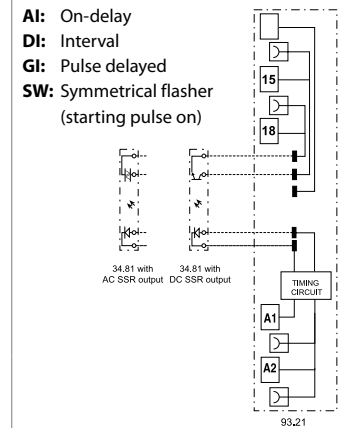 AI: On-delay
DI: Interval
GI: Pulse delayed
SW: Symmetrical flasher
(starting pulse on)
15
18
34.81 with
AC SSR output
34.81 with
DC SSR output
TIMING
CIRCUIT
A1
A2
93.21